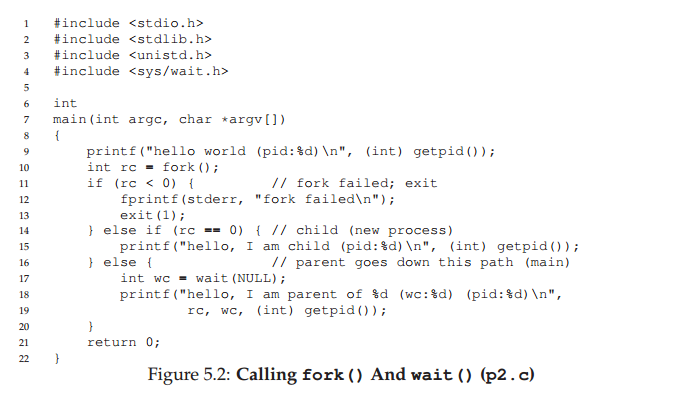 1 #include <stdio.h>
2 #include <stdlib.h>
3 #include <unistd.h>
4 #include <sys/wait.h>
5
6 int
7 main(int argc, char *argv[])
8 {
9     printf("hello world (pid:%d)\n", (int) getpid());
10     int rc = fork();
11     if (rc < 0) {         // fork failed; exit
12         fprintf(stderr, "fork failed\n");
13         exit(1);
14     } else if (rc == 0) { // child (new process)
15         printf("hello, I am child (pid:%d)\n", (int) getpid());
16     } else {              // parent goes down this path (main)
17         int wc = wait(NULL);
18         printf("hello, I am parent of %d (wc:%d) (pid:%d)\n",
19                 rc, wc, (int) getpid());
20     }
21     return 0;
22 }
Figure 5.2: Calling fork() And wait() (p2.c)